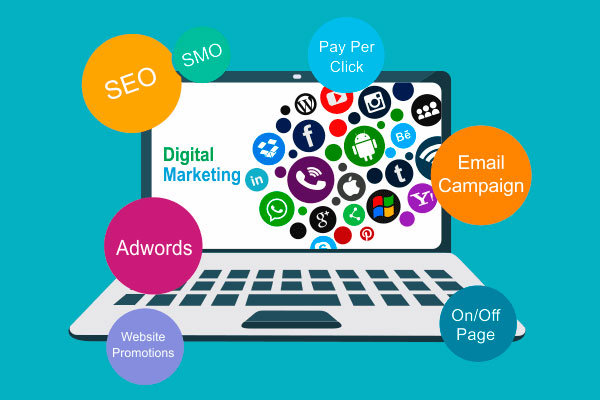 SEO
SMO
Pay Per
Click
Digital
Marketing
Email
Campaign
Adwords
Website
Promotions
On/Off
Page